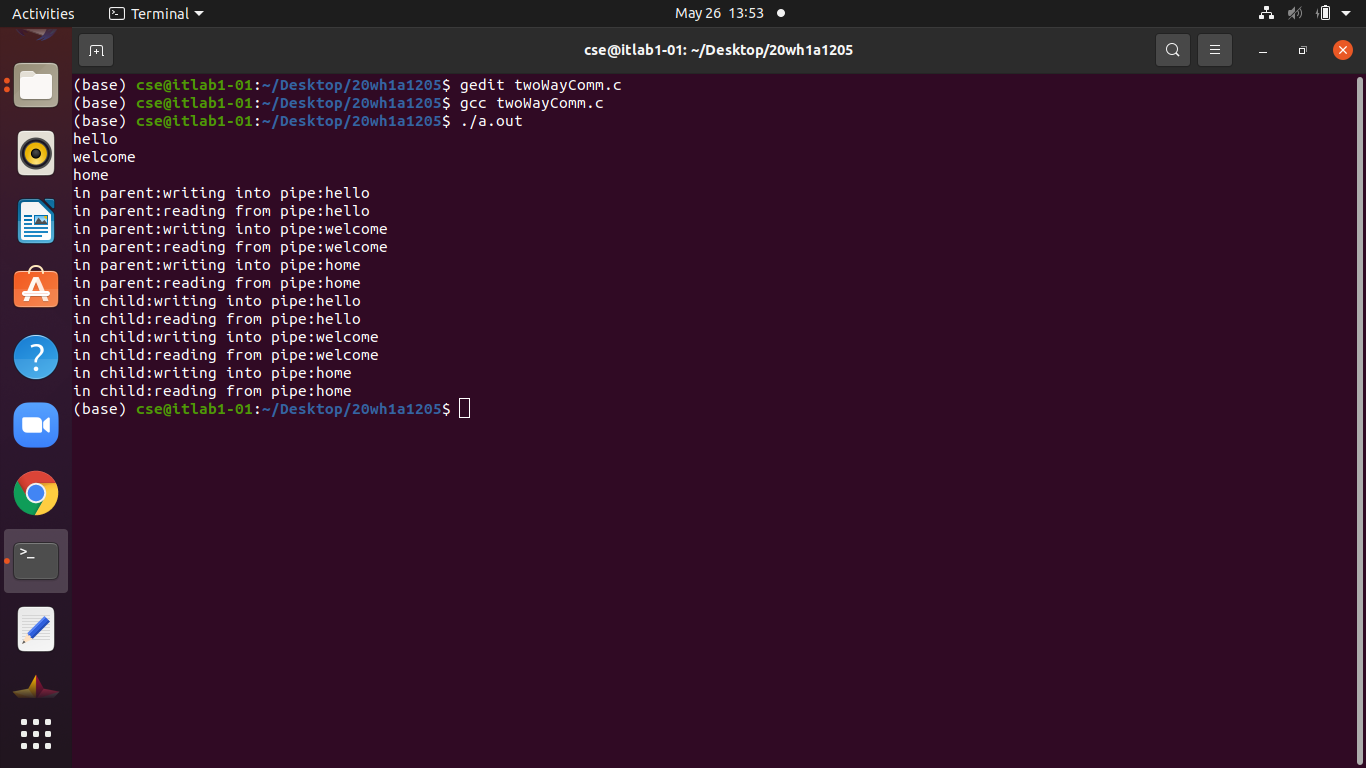 Activities Terminal May 26 13:53
cse@itlab1-01: ~/Desktop/20wh1a1205
(base) cse@itlab1-01:~/Desktop/20wh1a1205$ gedit twoWayComm.c
(base) cse@itlab1-01:~/Desktop/20wh1a1205$ gcc twoWayComm.c
(base) cse@itlab1-01:~/Desktop/20wh1a1205$ ./a.out
hello
welcome
home
in parent:writing into pipe:hello
in parent:reading from pipe:hello
in parent:writing into pipe:welcome
in parent:reading from pipe:welcome
in parent:writing into pipe:home
in parent:reading from pipe:home
in child:writing into pipe:hello
in child:reading from pipe:hello
in child:writing into pipe:welcome
in child:reading from pipe:welcome
in child:writing into pipe:home
in child:reading from pipe:home
(base) cse@itlab1-01:~/Desktop/20wh1a1205$